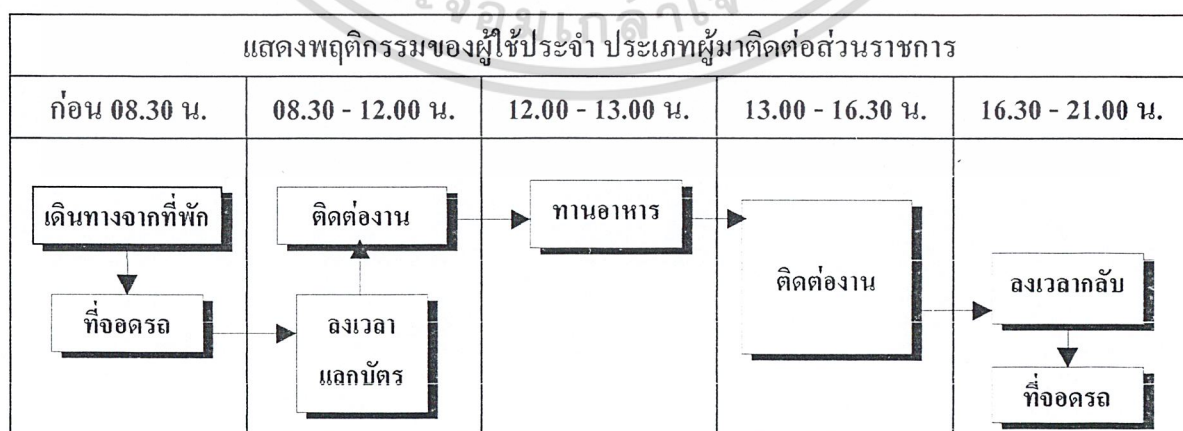 แสดงพฤติกรรมของผู้ใช้ประจำ ประเภทผู้มาติดต่อส่วนราชการ
ก่อน 08.30 น.
08.30 - 12.00 น.
12.00 - 13.00 น.
13.00 - 16.30 น.
16.30 - 21.00 น.
เดินทางจากที่พัก
ที่จอดรถ
ติดต่องาน
ลงเวลา
แลกบัตร
ทานอาหาร
ติดต่องาน
ลงเวลากลับ
ที่จอดรถ